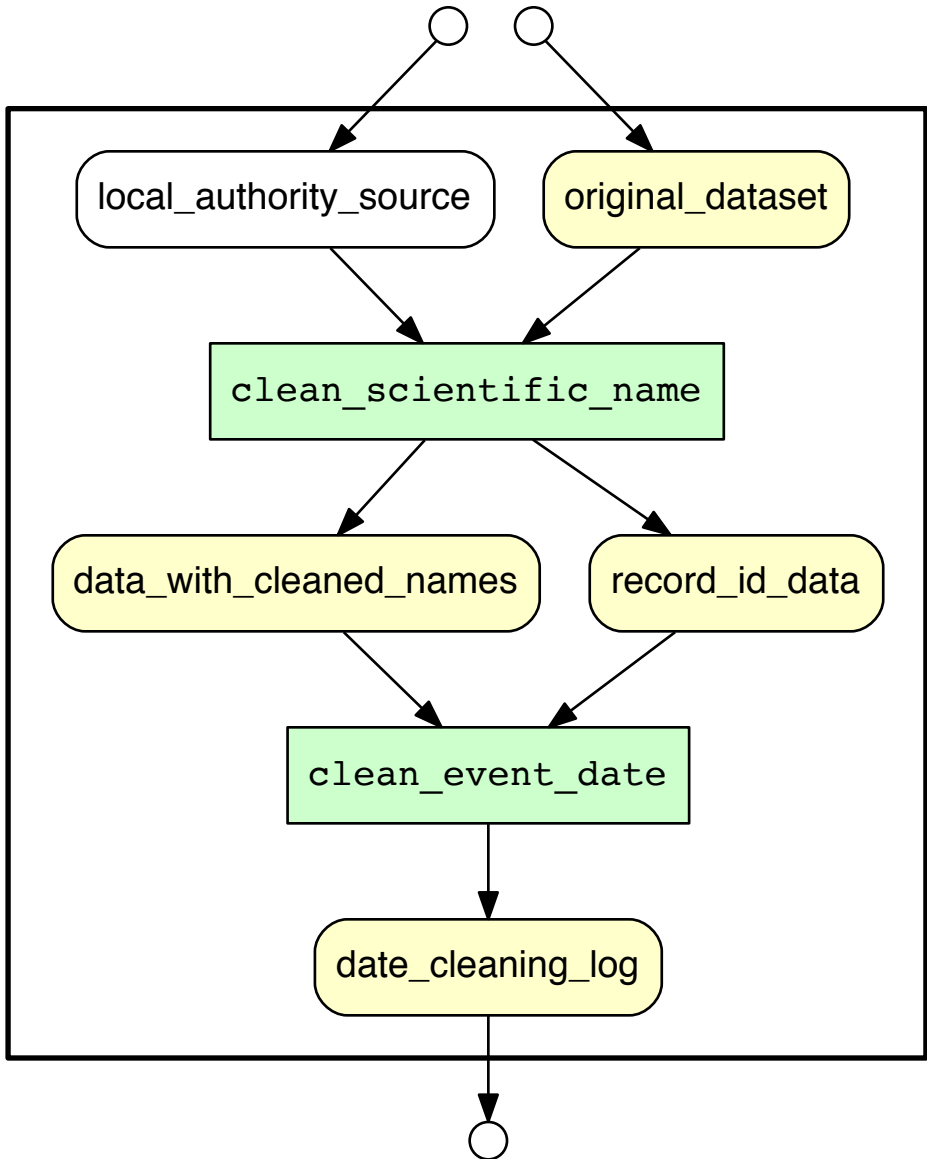 local_authority_source
original_dataset
clean_scientific_name
data_with_cleaned_names
record_id_data
clean_event_date
date_cleaning_log